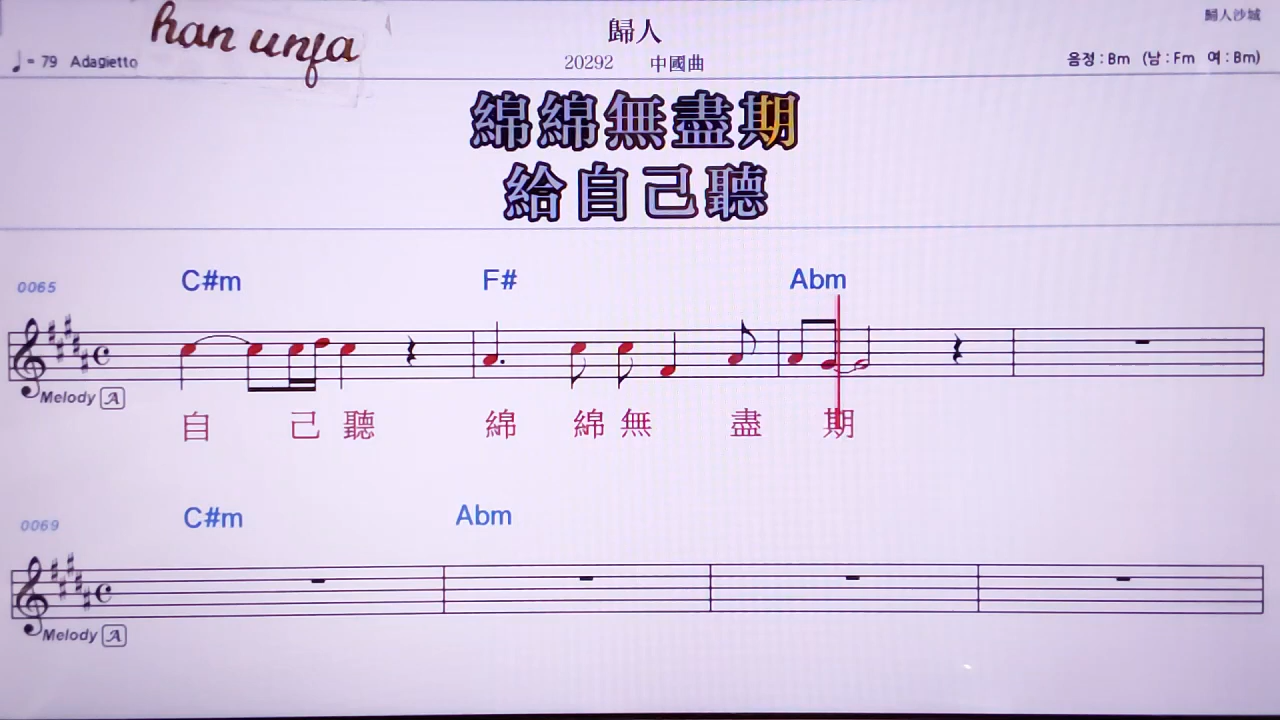 han unfa
歸人
歸人沙城
♩= 79 Adagietto
20292 中國曲
음정 : Bm (남 : Fm 여 : Bm)
綿綿無盡期
給自己聽
0065 C#m F# Abm
Melody A
自 己 聽 綿 綿 無 盡 期
0069 C#m Abm
Melody A